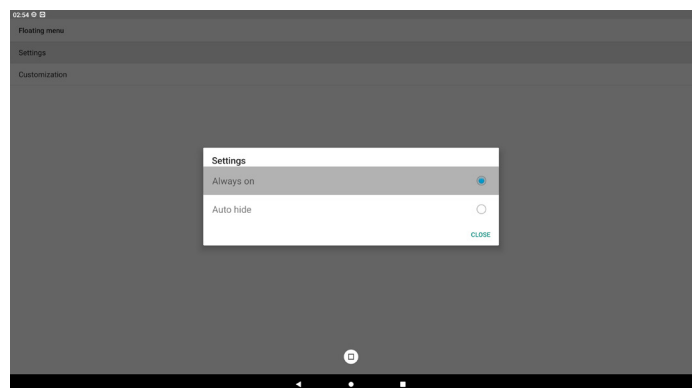 02:54
Floating menu
Settings
Customization
Settings
Always on
Auto hide
CLOSE